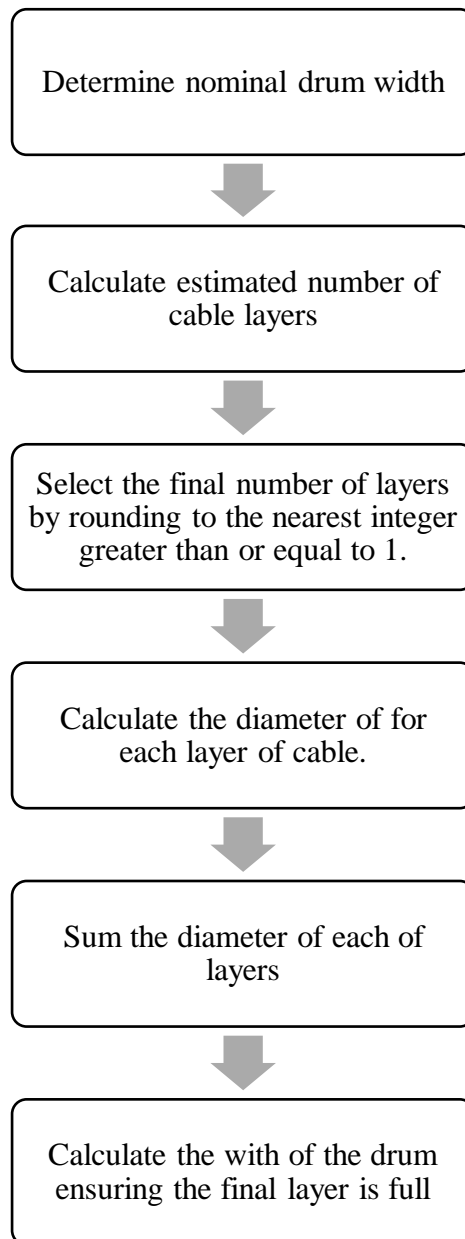 Determine nominal drum width
Calculate estimated number of
cable layers
Select the final number of layers
by rounding to the nearest integer
greater than or equal to 1.
Calculate the diameter of for
each layer of cable.
Sum the diameter of each of
layers
Calculate the with of the drum
ensuring the final layer is full